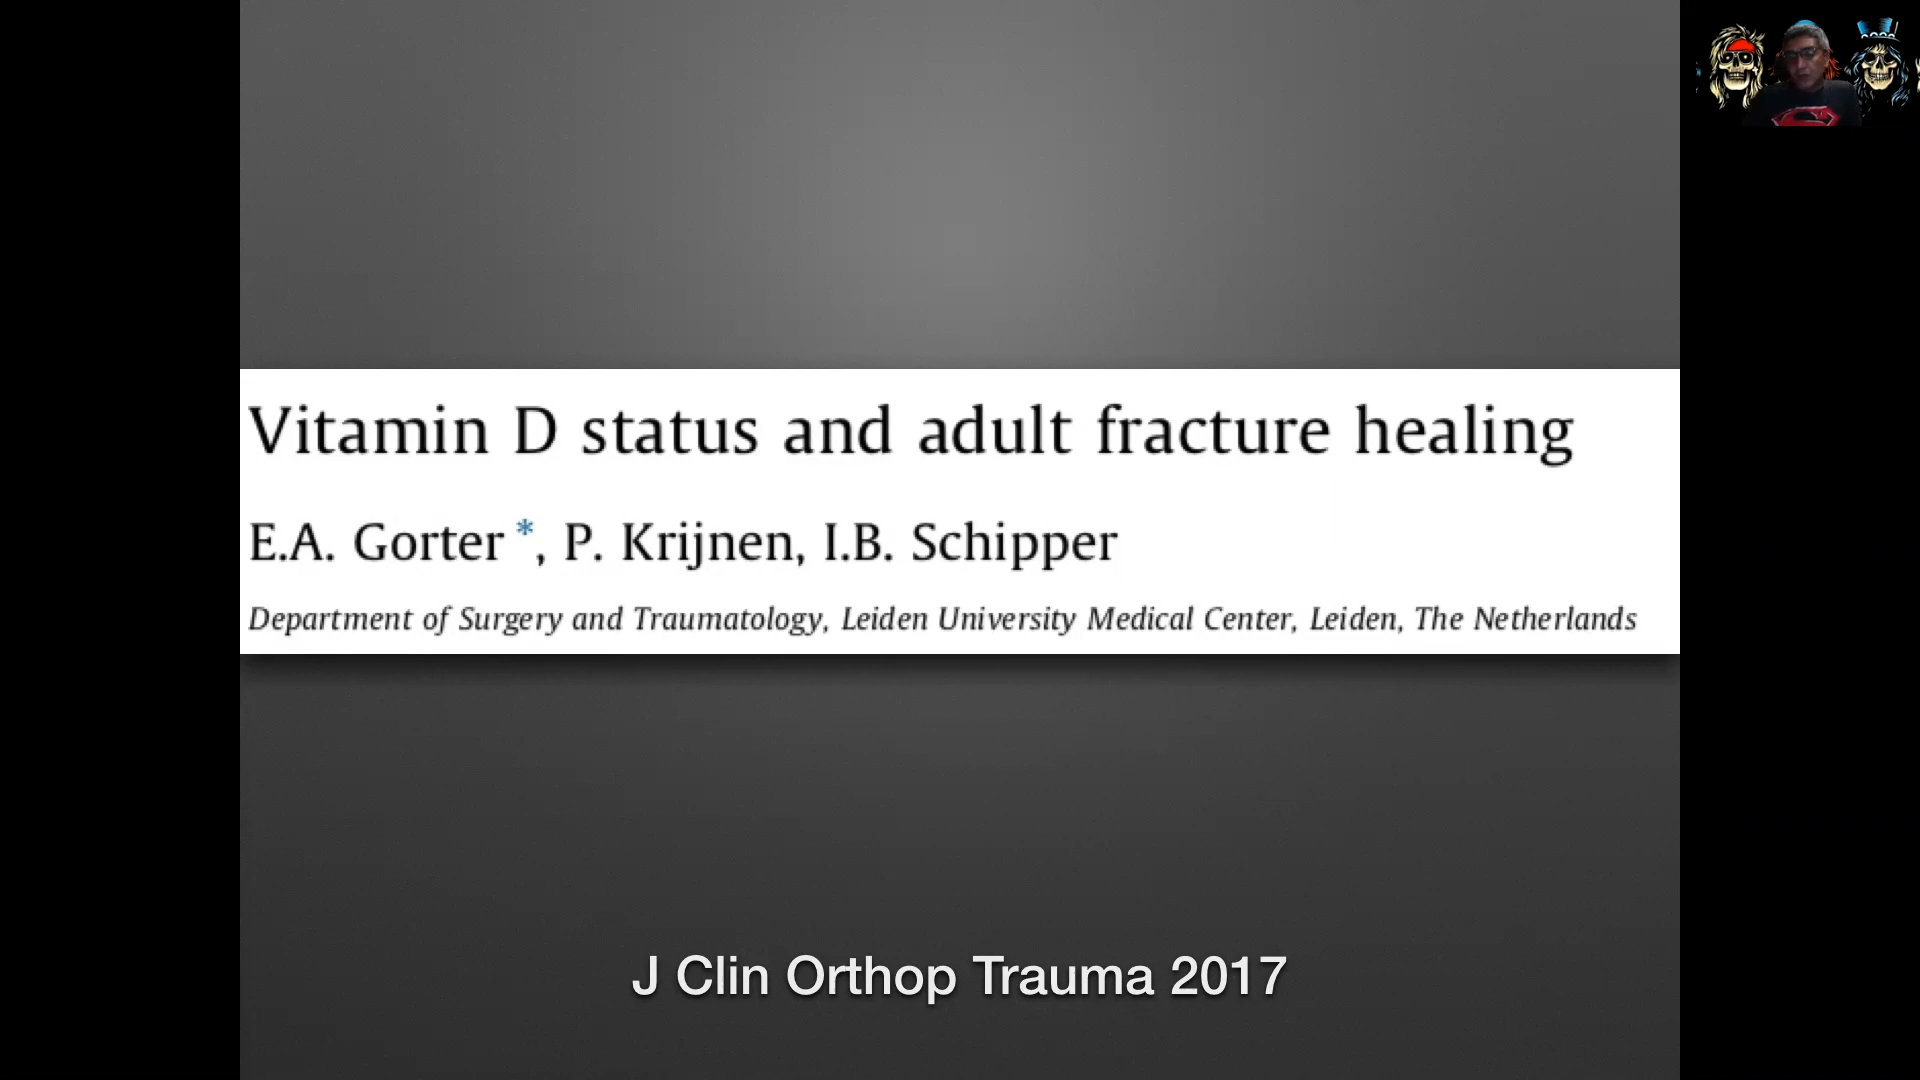 Vitamin D status and adult fracture healing
E.A. Gorter *, P. Krijnen, I.B. Schipper
Department of Surgery and Traumatology, Leiden University Medical Center, Leiden, The Netherlands
J Clin Orthop Trauma 2017